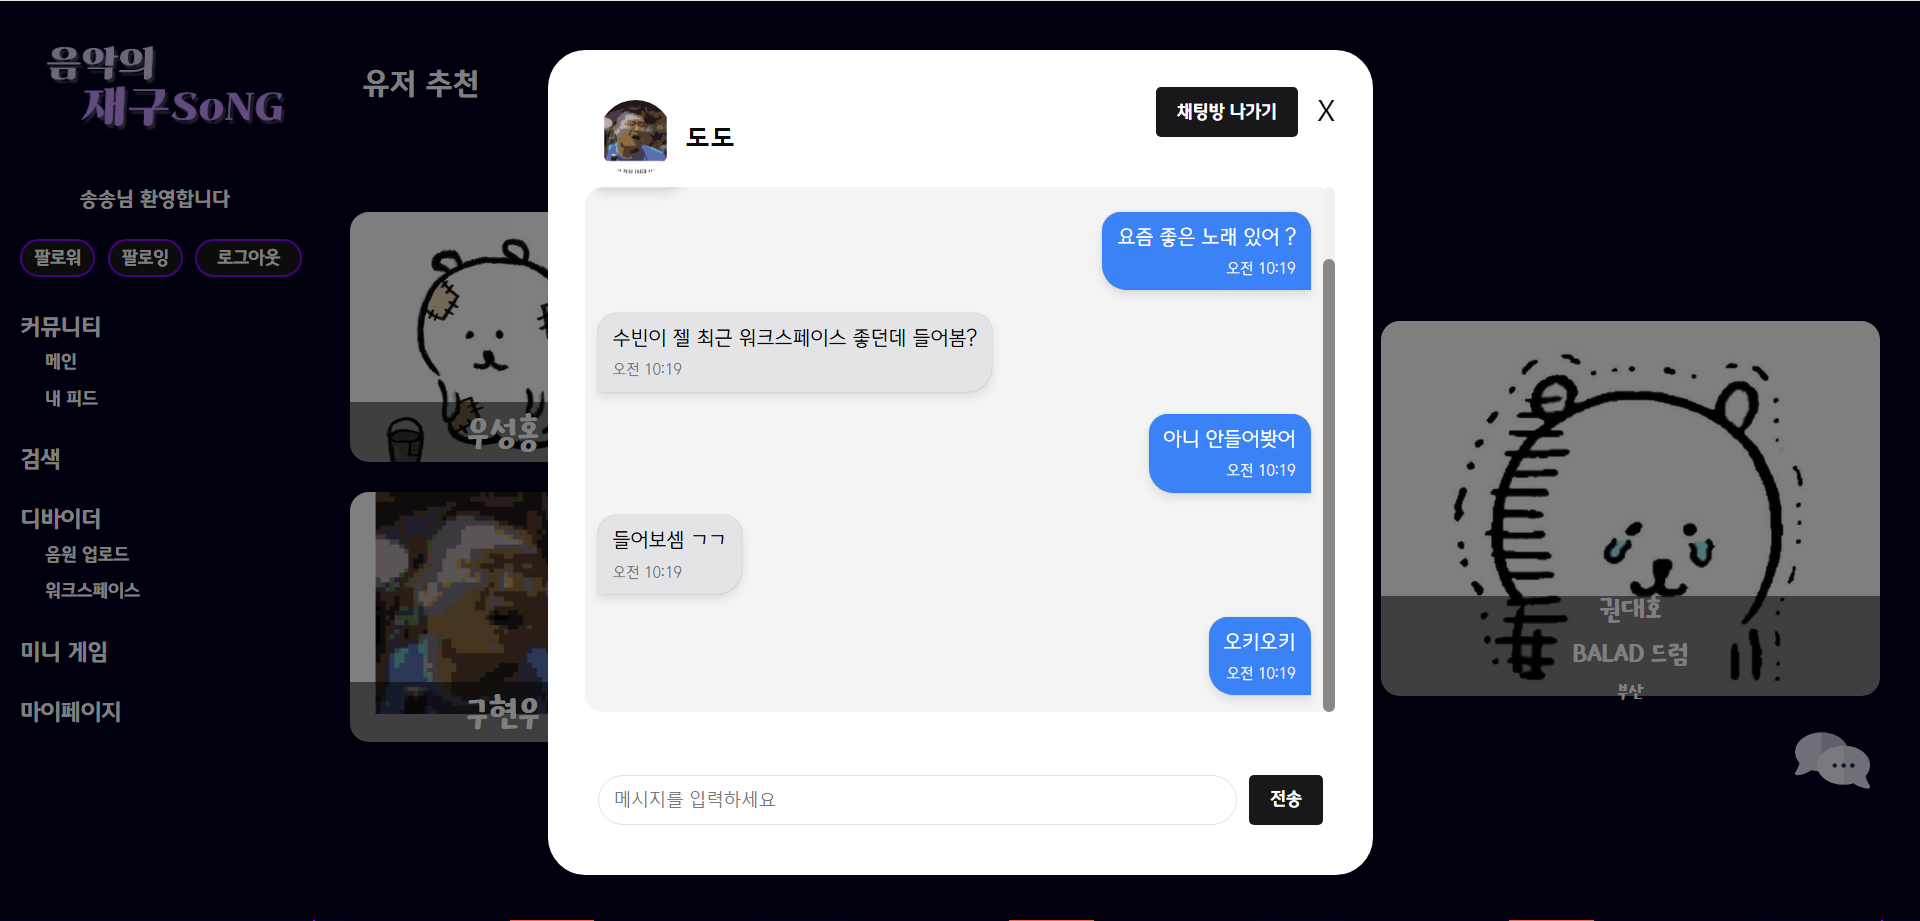 음악의
재구SoNG
송송님 환영합니다
팔로워
팔로잉
로그아웃
커뮤니티
메인
내 피드
검색
디바이더
음원 업로드
워크스페이스
미니 게임
마이페이지
유저 추천
우성홍
구현우
도도
채팅방 나가기
X
요즘 좋은 노래 있어 ?
오전 10:19
수빈이 젤 최근 워크스페이스 좋던데 들어봄?
오전 10:19
아니 안들어봤어
오전 10:19
들어보셈 ㄱㄱ
오전 10:19
오키오키
오전 10:19
메시지를 입력하세요
전송
권대호
BALAD 드럼
부산